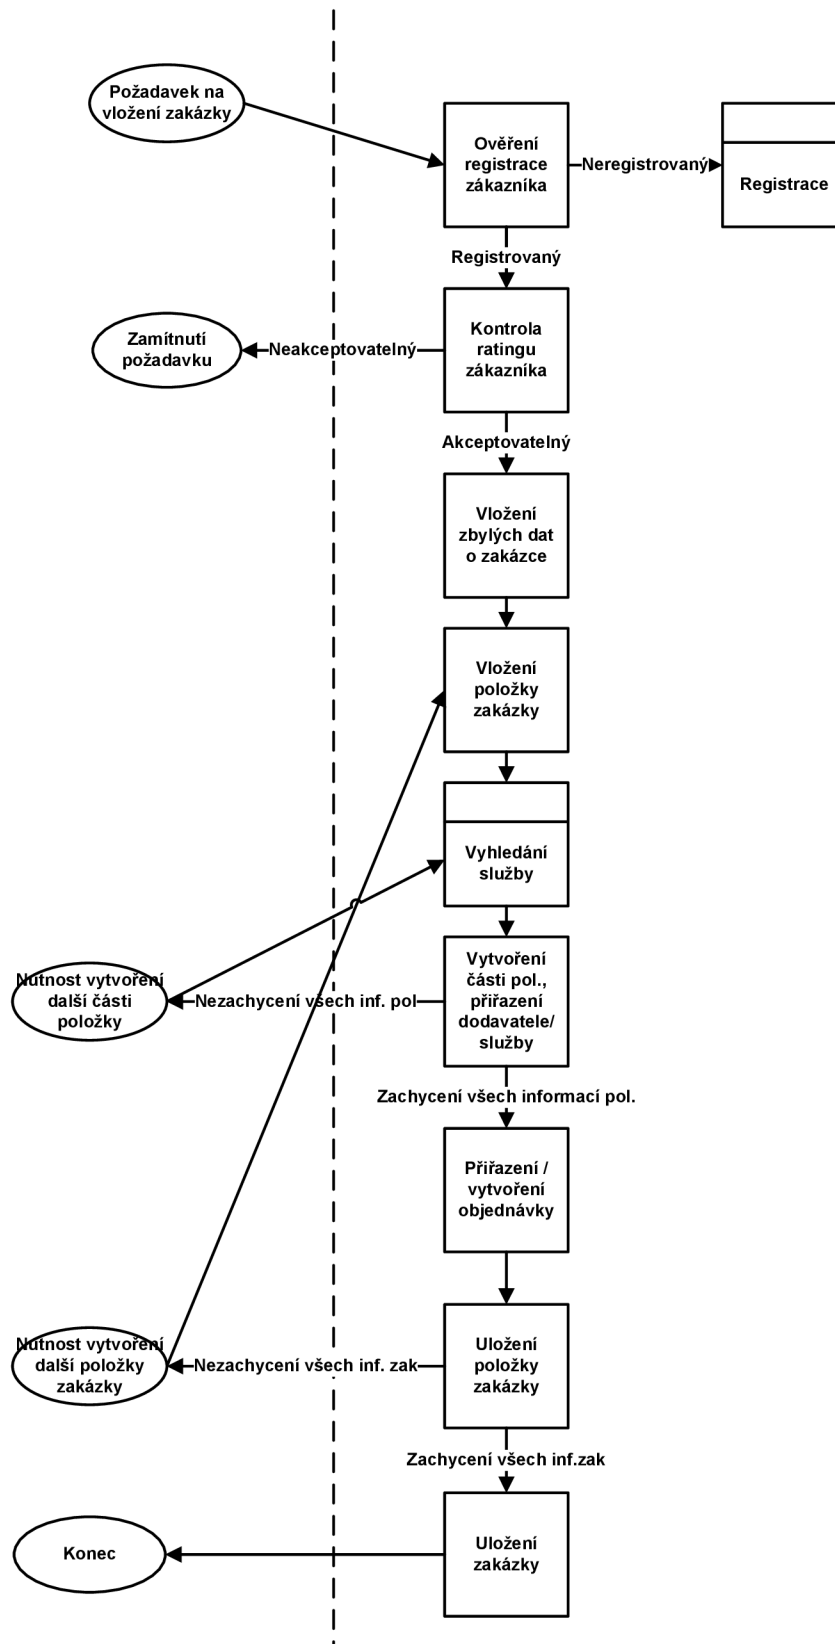 Požadavek na
vložení zakázky
Ověření
registrace
zákazníka
Neregistrovaný
Registrace
Registrovaný
Zamítnutí
požadavku
Neakceptovatelný
Kontrola
ratingu
zákazníka
Akceptovatelný
Vložení
zbylých dat
o zakázce
Vložení
položky
zakázky
Vyhledání
služby
Nutnost vytvoření
další části
položky
Nezachycení všech inf. pol
Vytvoření
části pol.,
přiřazení
dodavatele/
služby
Zachycení všech informací pol.
Přiřazení /
vytvoření
objednávky
Nutnost vytvoření
další položky
zakázky
Nezachycení všech inf. zak
Uložení
položky
zakázky
Zachycení všech inf.zak
Konec
Uložení
zakázky